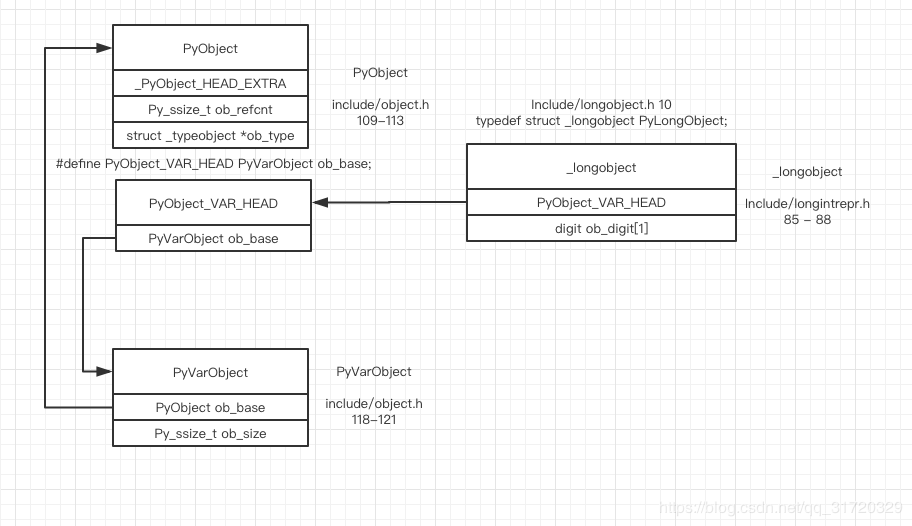 PyObject
_PyObject_HEAD_EXTRA
Py_ssize_t ob_refcnt
struct _typeobject *ob_type
PyObject
include/object.h
109-113
#define PyObject_VAR_HEAD PyVarObject ob_base;
PyObject_VAR_HEAD
PyVarObject ob_base
Include/longobject.h 10
typedef struct _longobject PyLongObject;
_longobject
PyObject_VAR_HEAD
digit ob_digit[1]
_longobject
Include/longintrepr.h
85 - 88
PyVarObject
PyObject ob_base
Py_ssize_t ob_size
PyVarObject
include/object.h
118-121
https://blog.csdn.net/qq_31720329